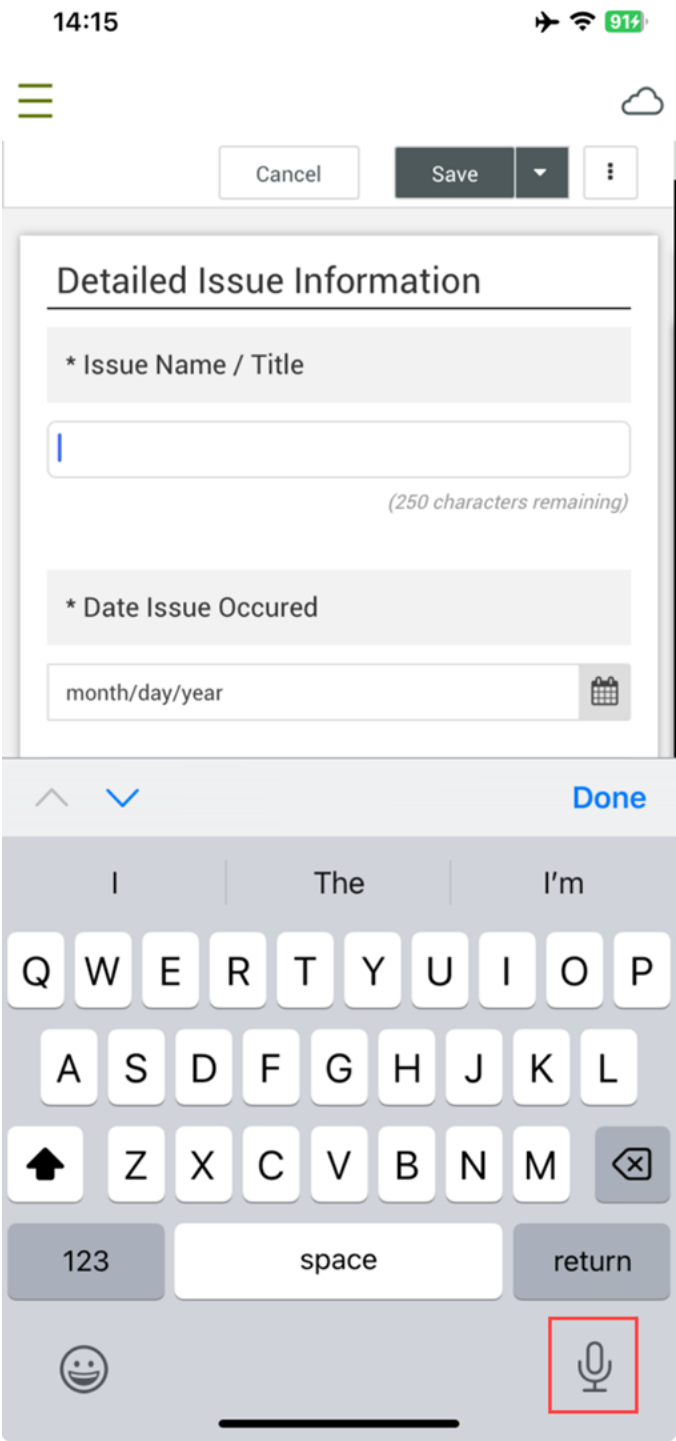 14:15
91
Cancel Save
Detailed Issue Information
* Issue Name / Title
(250 characters remaining)
* Date Issue Occured
month/day/year
Done
I The I'm
Q W E R T Y U I O P
A S D F G H J K L
Z X C V B N M
123 space return